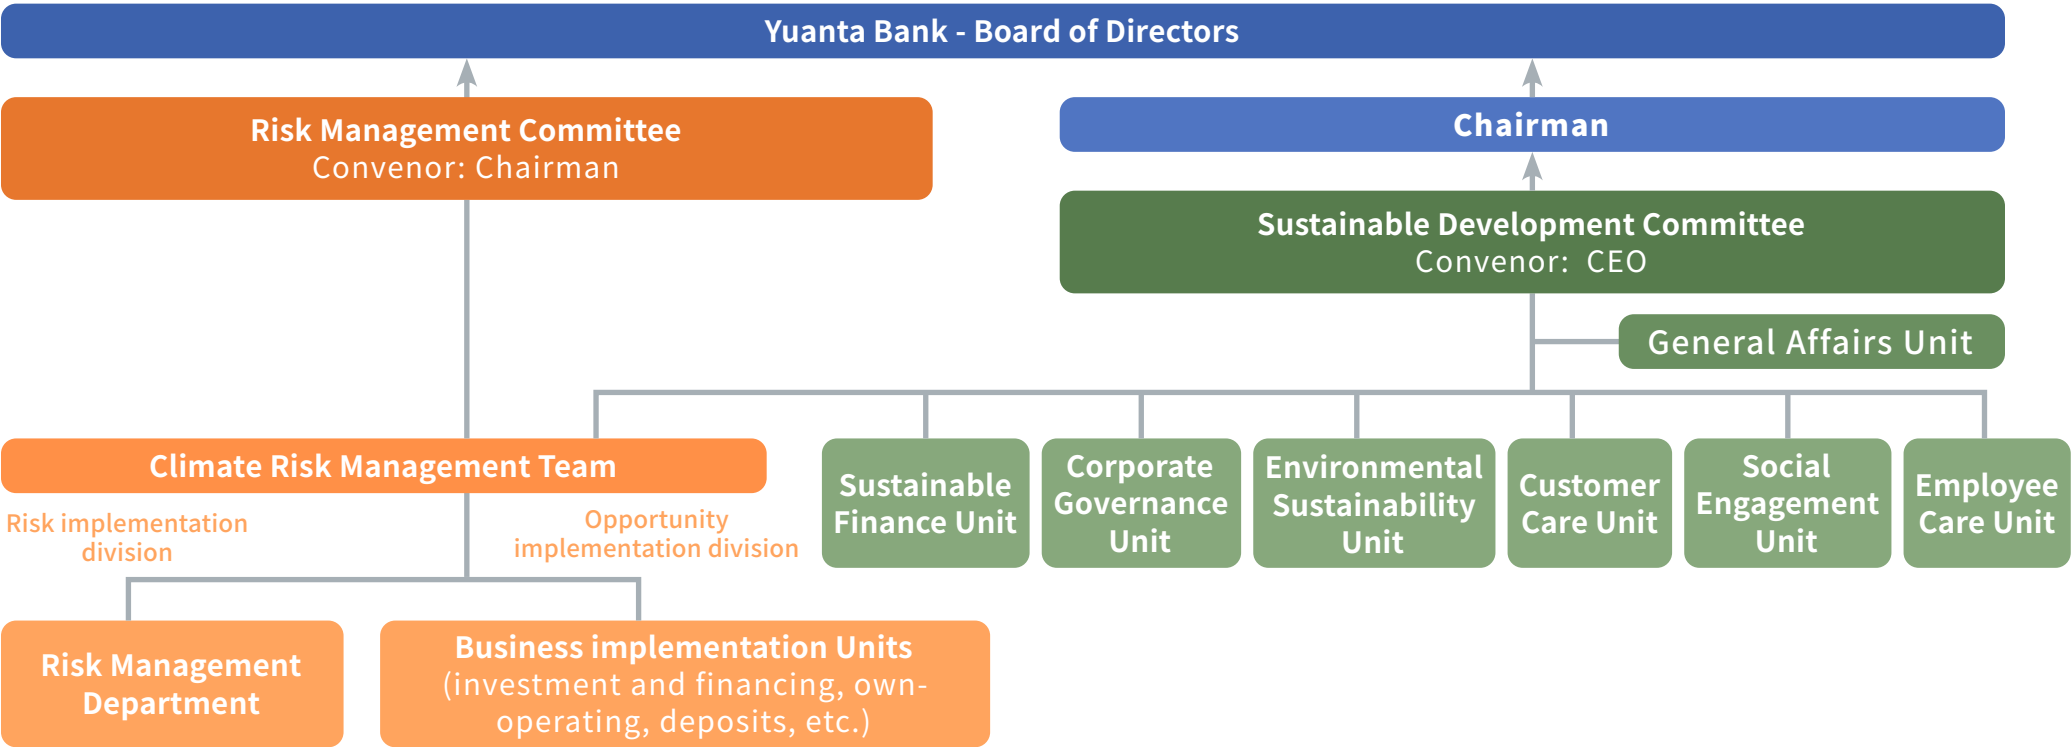 Yuanta Bank - Board of Directors
Risk Management Committee
Convenor: Chairman
Chairman
Sustainable Development Committee
Convenor: CEO
General Affairs Unit
Climate Risk Management Team
Risk implementation
division
Opportunity
implementation division
Sustainable
Finance Unit
Corporate
Governance
Unit
Environmental
Sustainability
Unit
Customer
Care Unit
Social
Engagement
Unit
Employee
Care Unit
Risk Management
Department
Business implementation Units
(investment and financing, own-
operating, deposits, etc.)